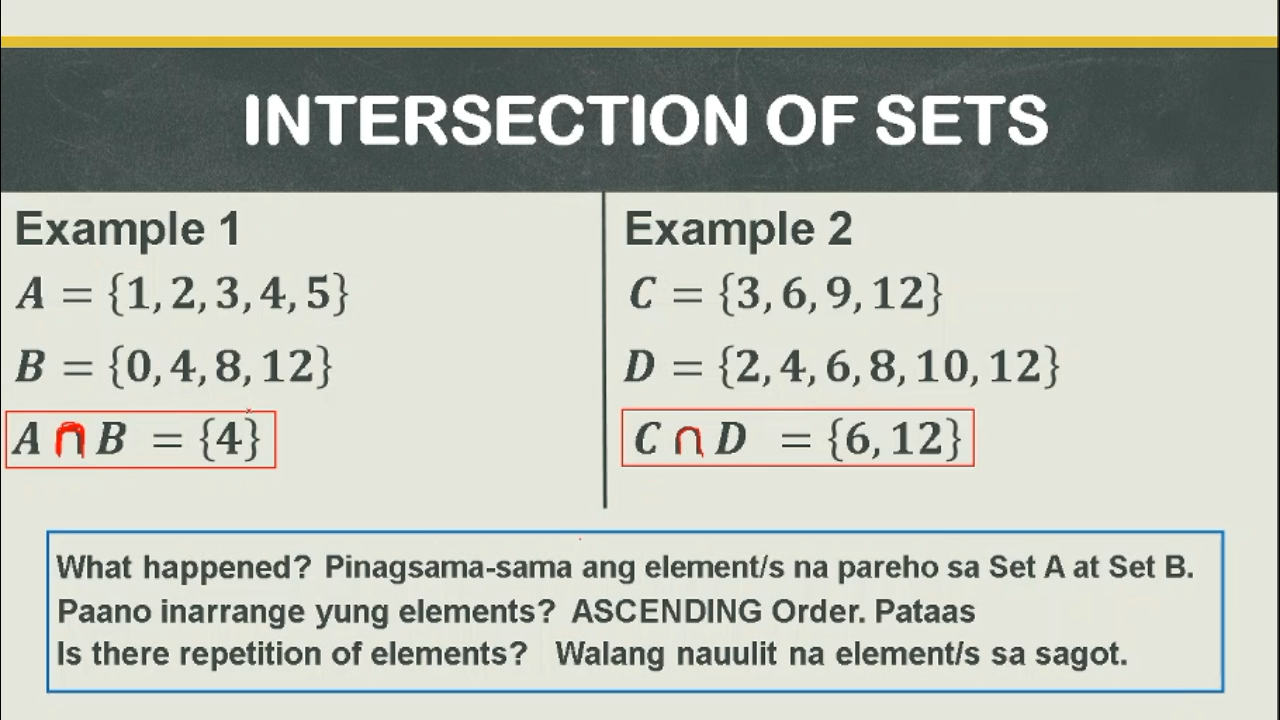 INTERSECTION OF SETS
Example 1
A = {1, 2, 3, 4, 5}
B = {0, 4, 8, 12}
A ∩ B = {4}
Example 2
C = {3, 6, 9, 12}
D = {2, 4, 6, 8, 10, 12}
C ∩ D = {6, 12}
What happened? Pinagsama-sama ang element/s na pareho sa Set A at Set B.
Paano inarrange yung elements? ASCENDING Order. Pataas
Is there repetition of elements? Walang nauulit na element/s sa sagot.